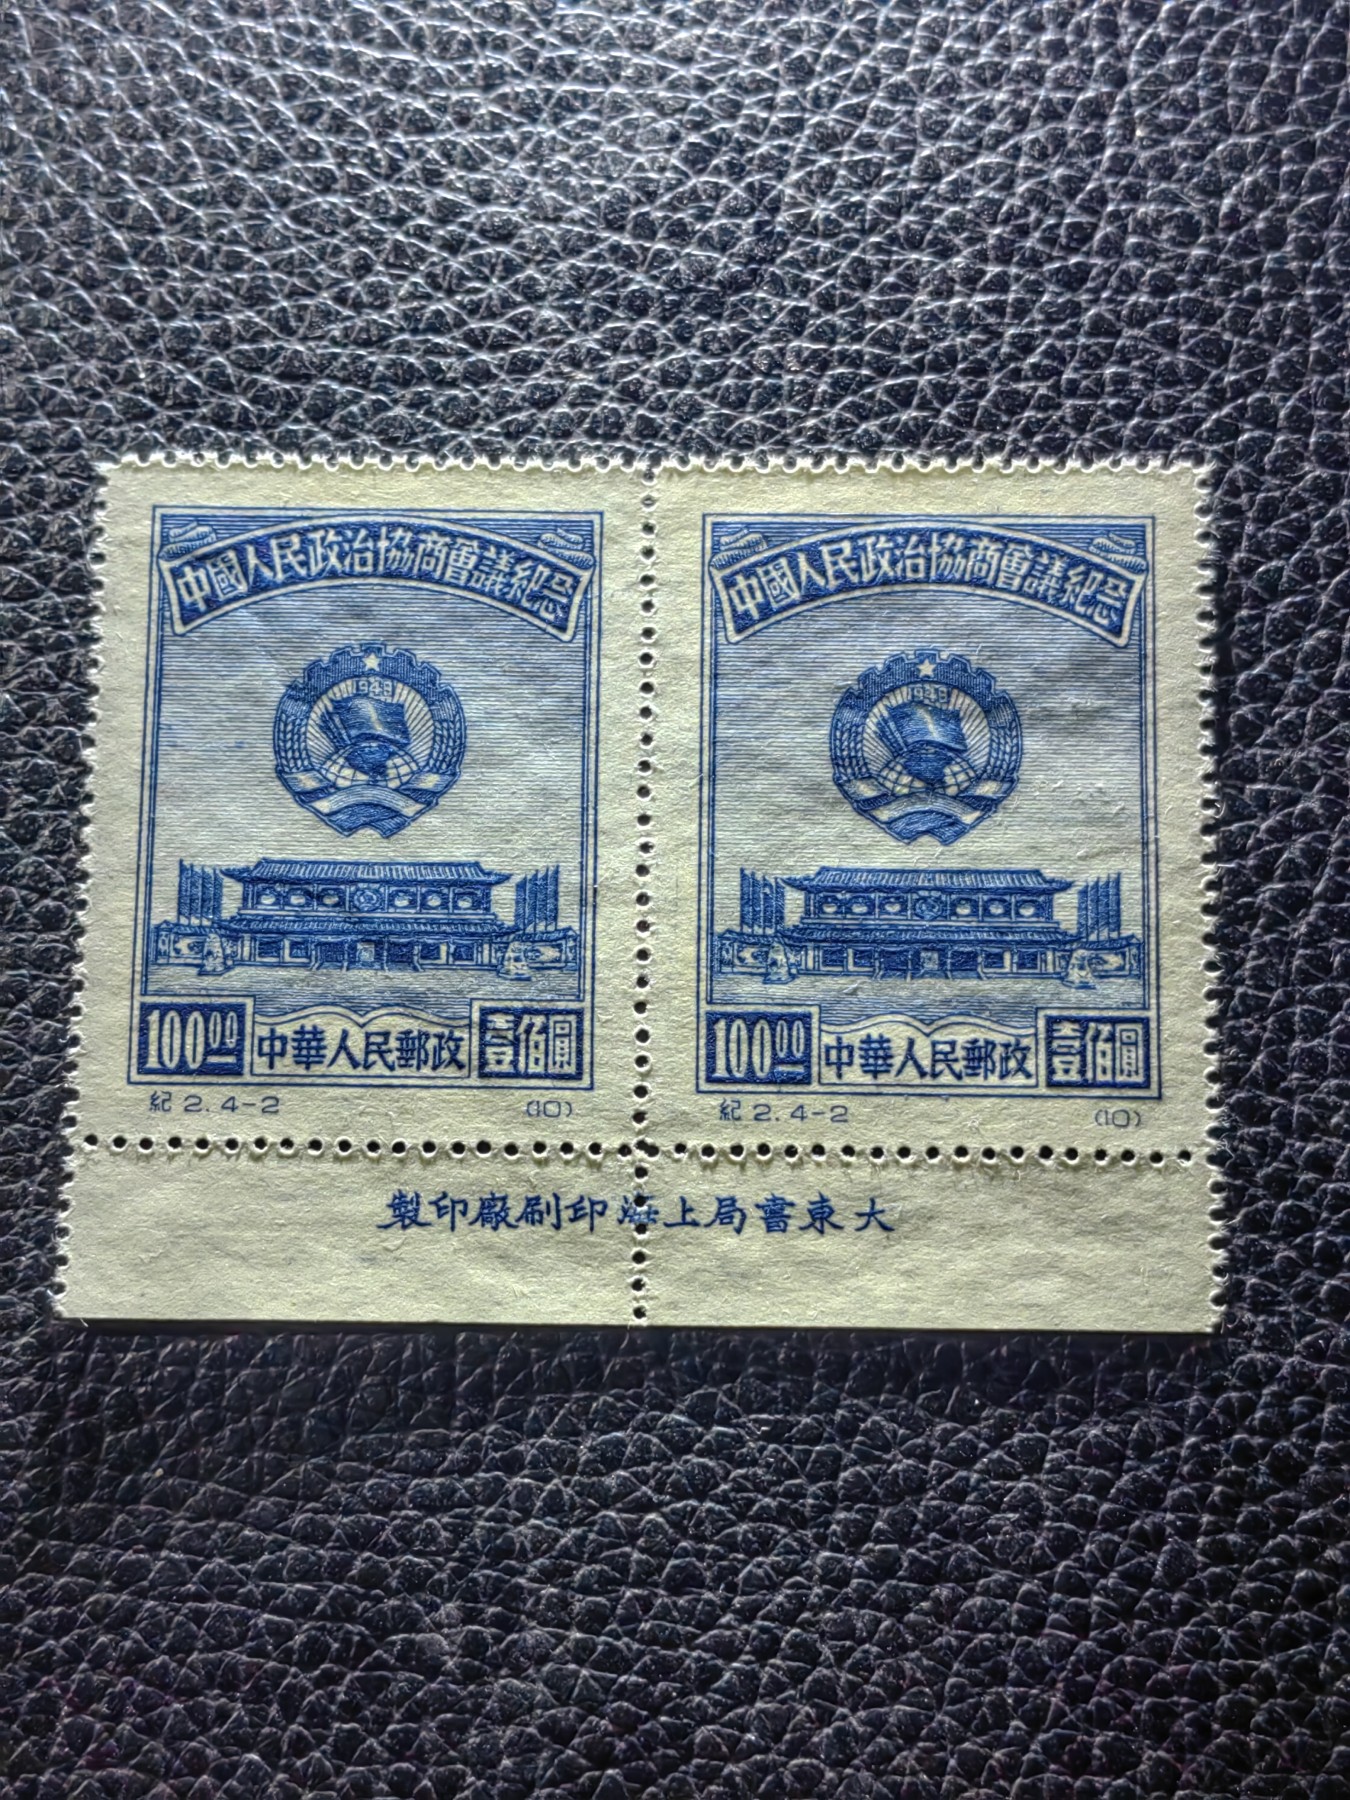 中國人民政治協商會議紀念
1949
100.00 中華人民郵政 壹佰圓
紀2.4-2 (10)
中國人民政治協商會議紀念
1949
100.00 中華人民郵政 壹佰圓
紀2.4-2 (10)
製印廠刷印海上局書東大